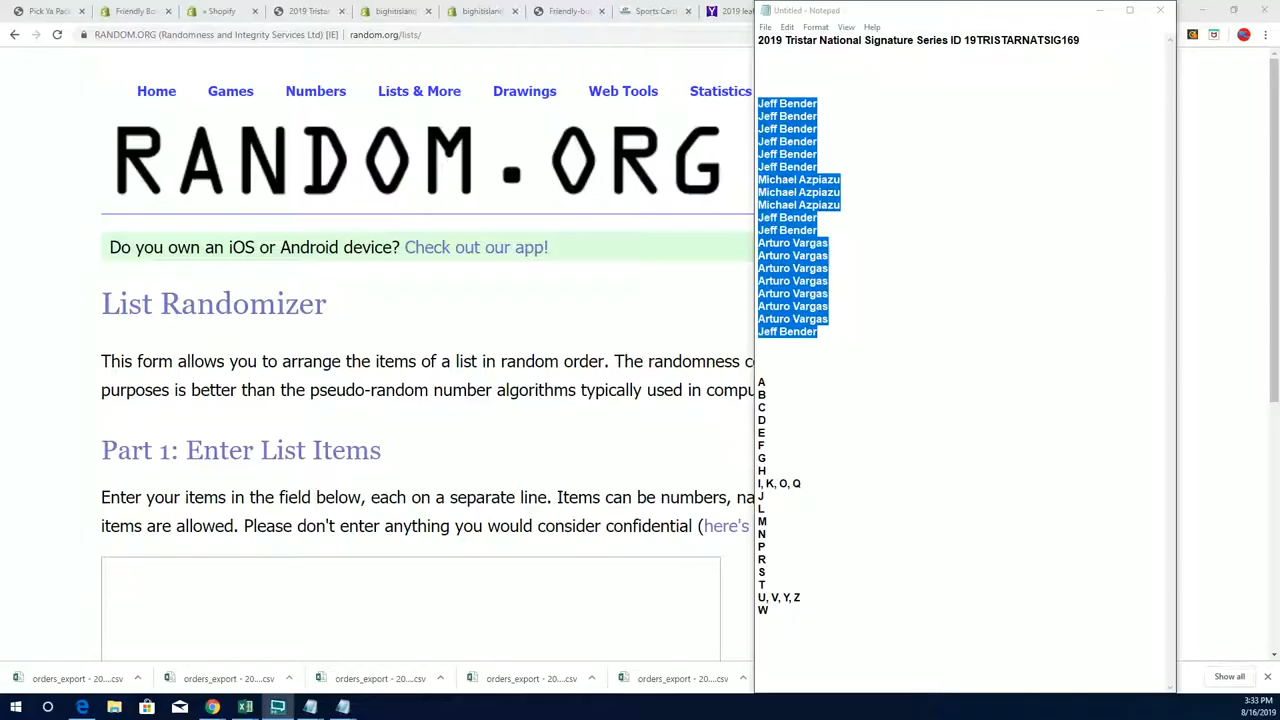 Pick Ya Pac
Friendly Bo
» Shopify
2019 Tristar
bighitsisland
bighitsisland
Friendly-bo
Sports Card
2019 leaf
RANDOM.ORG (Randomness and Integrity Services Ltd) [IE] | random.org/lists/
Home Games Numbers Lists & More Drawings Web Tools Statistics
RANDOM.ORG
Do you own an iOS or Android device? Check out our app!
List Randomizer
This form allows you to arrange the items of a list in random order. The randomness c
purposes is better than the pseudo-random number algorithms typically used in compu
Part 1: Enter List Items
Enter your items in the field below, each on a separate line. Items can be numbers, na
items are allowed. Please don't enter anything you would consider confidential (here's
Untitled - Notepad
File Edit Format View Help
2019 Tristar National Signature Series ID 19TRISTARNATSIG169
Jeff Bender
Jeff Bender
Jeff Bender
Jeff Bender
Jeff Bender
Jeff Bender
Michael Azpiazu
Michael Azpiazu
Michael Azpiazu
Jeff Bender
Jeff Bender
Arturo Vargas
Arturo Vargas
Arturo Vargas
Arturo Vargas
Arturo Vargas
Arturo Vargas
Arturo Vargas
Jeff Bender
A
B
C
D
E
F
G
H
I, K, O, Q
J
L
M
N
P
R
S
T
U, V, Y, Z
W
orders_export - 20....csv
orders_export - 20....csv
orders_export - 20....csv
orders_export - 20....csv
orders_export - 20....csv
Show all
3:33 PM
8/16/2019